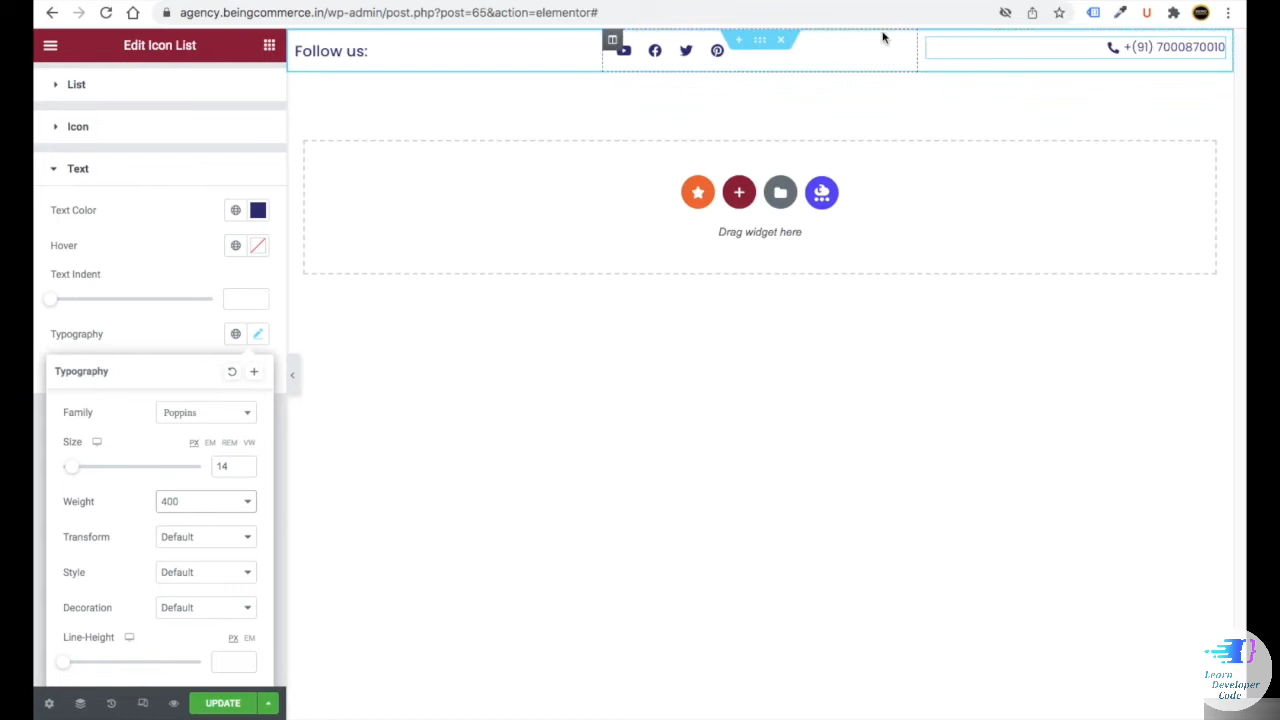 agency.beingcommerce.in/wp-admin/post.php?post=65&action=elementor#
Edit Icon List
List
Icon
Text
Text Color
Hover
Text Indent
Typography
Typography
Family
Poppins
Size
PX EM REM VW
14
Weight
400
Transform
Default
Style
Default
Decoration
Default
Line-Height
PX EM
UPDATE
Follow us:
+(91) 7000870010
Drag widget here
Learn
Developer
Code